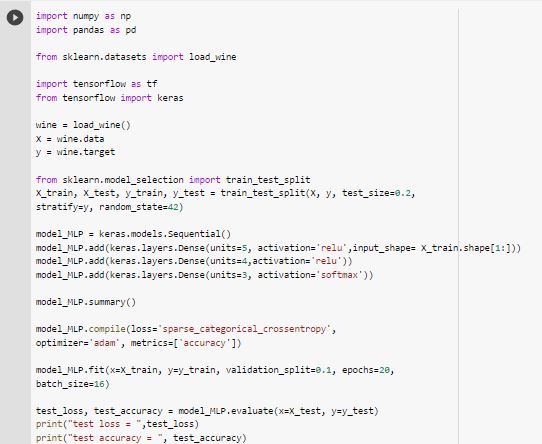 import numpy as np
import pandas as pd
from sklearn.datasets import load_wine
import tensorflow as tf
from tensorflow import keras
wine = load_wine()
X = wine.data
y = wine.target
from sklearn.model_selection import train_test_split
X_train, X_test, y_train, y_test = train_test_split(X, y, test_size=0.2,
stratify=y, random_state=42)
model_MLP = keras.models.Sequential()
model_MLP.add(keras.layers.Dense(units=5, activation='relu',input_shape= X_train.shape[1:]))
model_MLP.add(keras.layers.Dense(units=4,activation='relu'))
model_MLP.add(keras.layers.Dense(units=3, activation='softmax'))
model_MLP.summary()
model_MLP.compile(loss='sparse_categorical_crossentropy',
optimizer='adam', metrics=['accuracy'])
model_MLP.fit(x=X_train, y=y_train, validation_split=0.1, epochs=20,
batch_size=16)
test_loss, test_accuracy = model_MLP.evaluate(x=X_test, y=y_test)
print("test loss = ",test_loss)
print("test accuracy = ", test_accuracy)